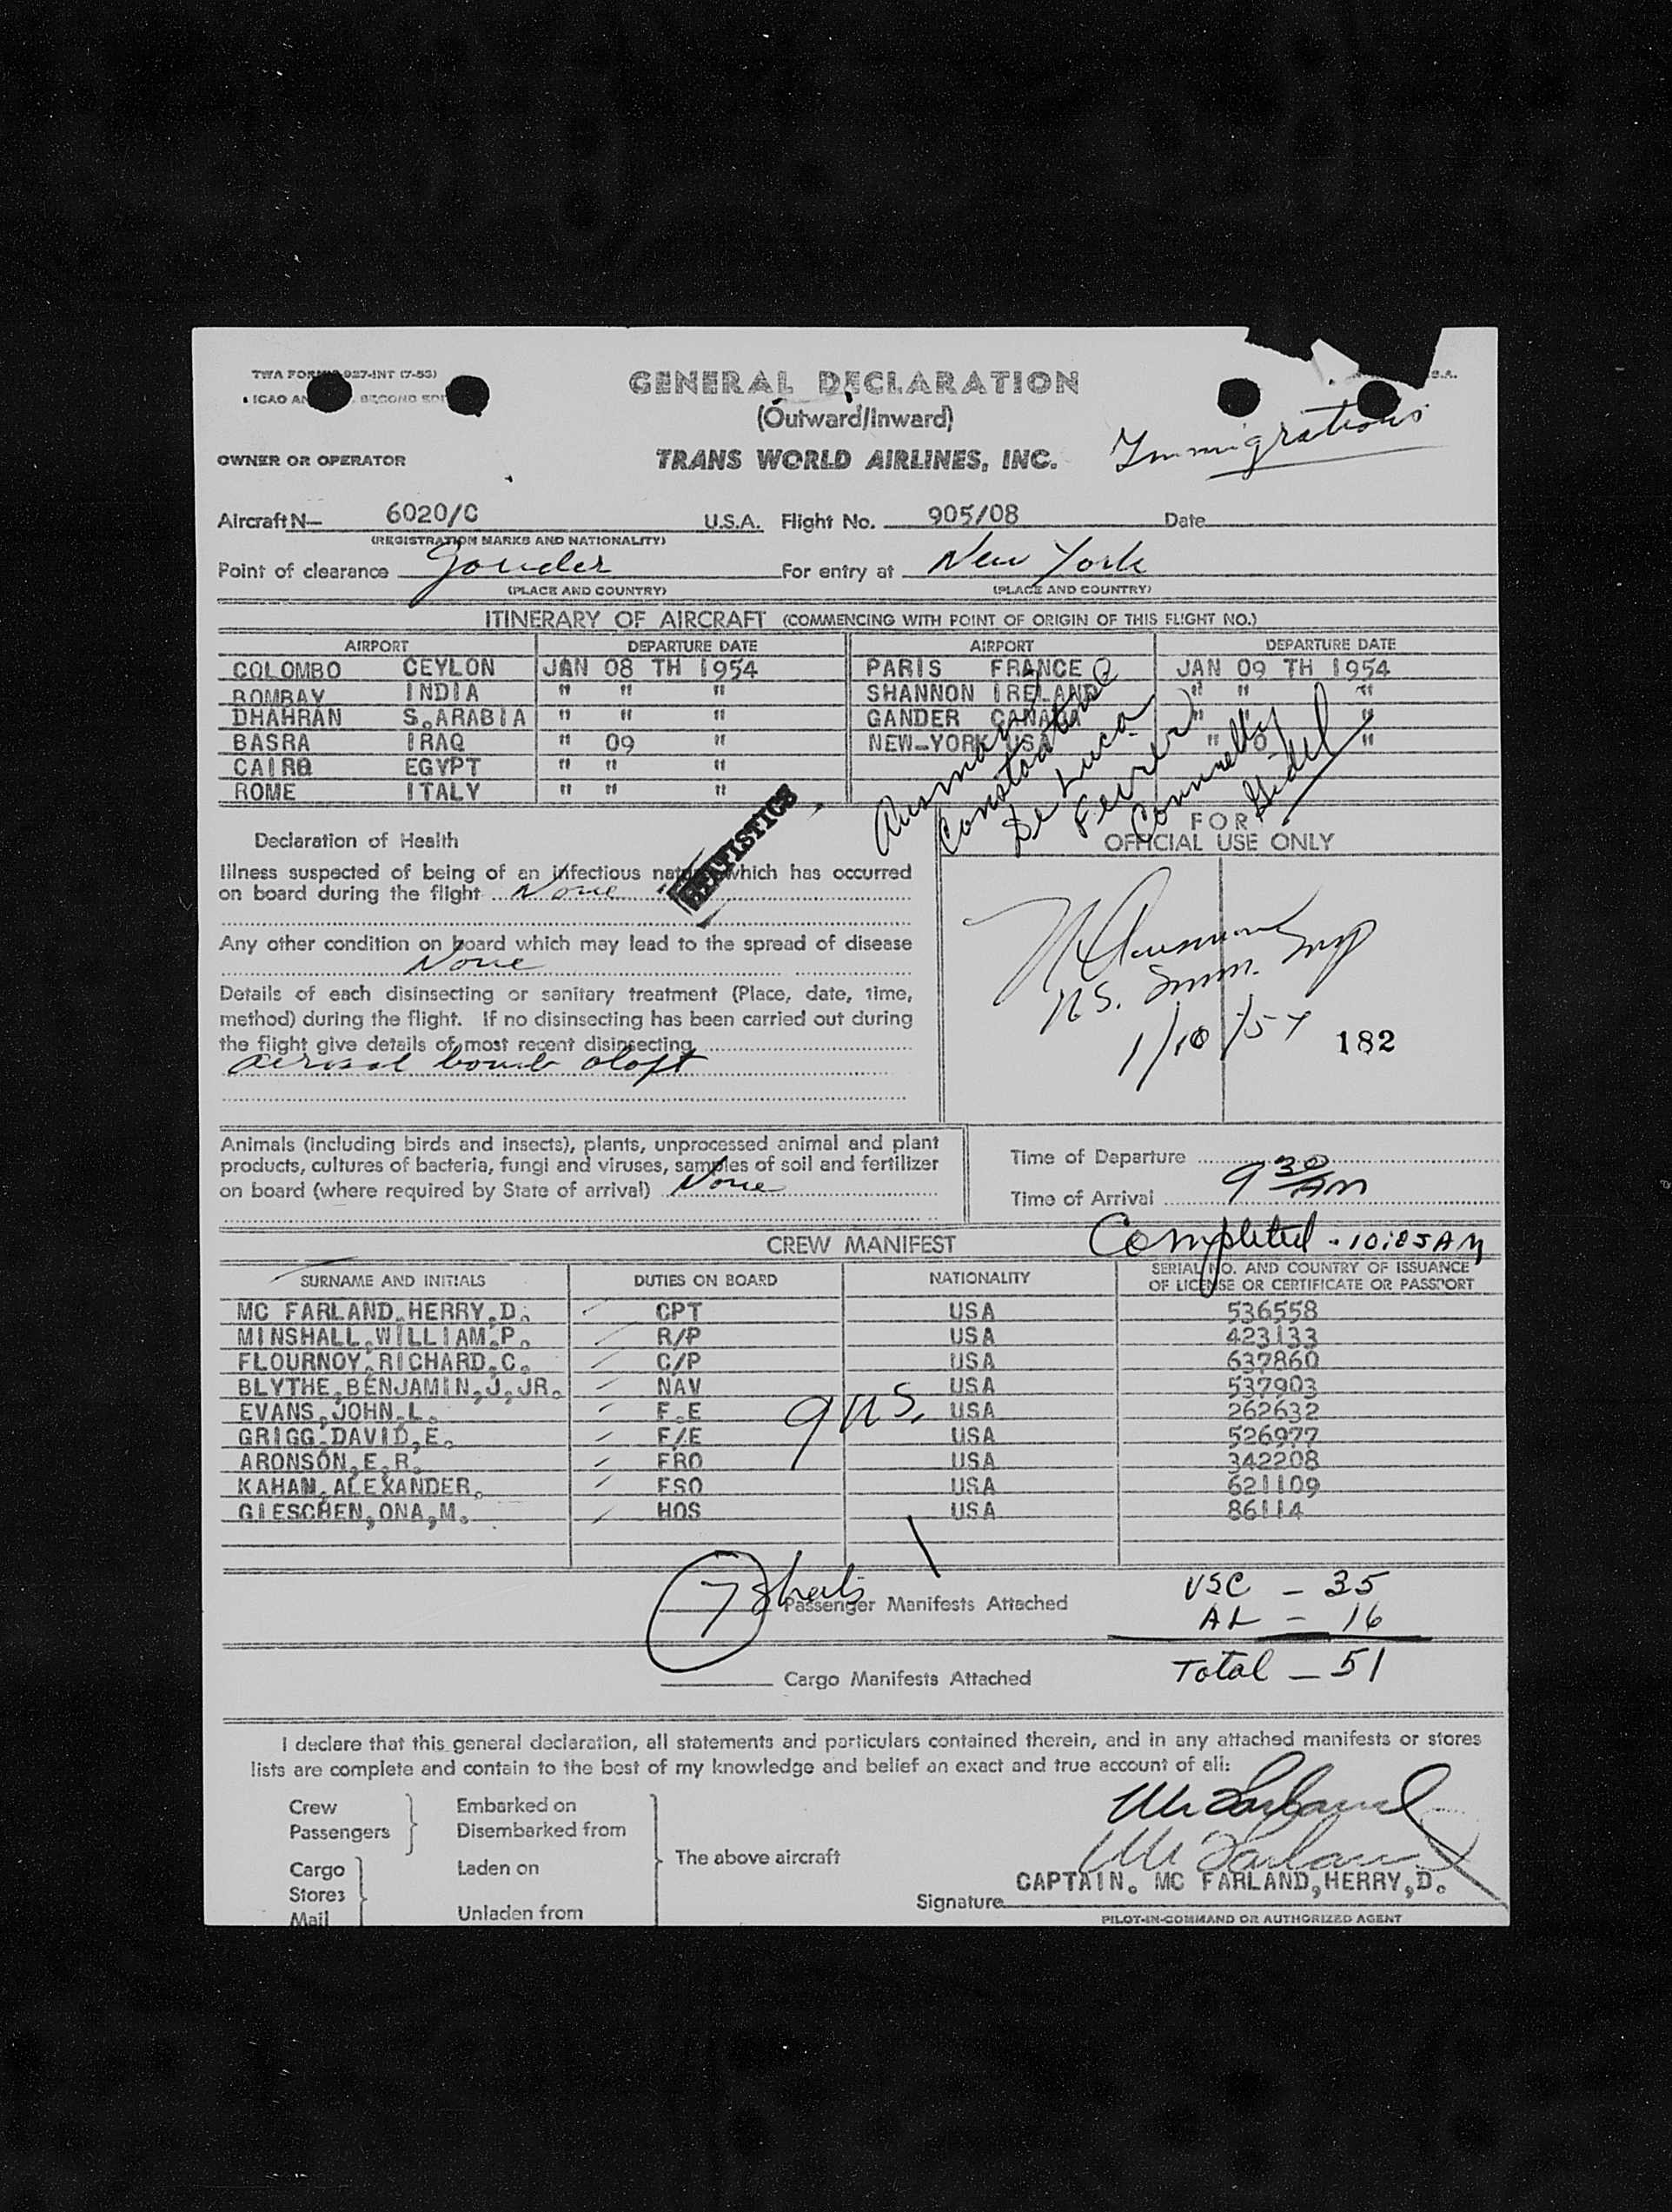 TWA FORM 927-INT (7-53)
ICAO AN SECOND
GENERAL DECLARATION
(Outward/Inward)
OWNER OR OPERATOR TRANS WORLD AIRLINES, INC.
Immigrations
Aircraft N— 6020/C U.S.A. Flight No. 905/08 Date
(REGISTRATION MARKS AND NATIONALITY)
Point of clearance Gander For entry at New York
(PLACE AND COUNTRY) (PLACE AND COUNTRY)
ITINERARY OF AIRCRAFT (COMMENCING WITH POINT OF ORIGIN OF THIS FLIGHT NO.)
AIRPORT DEPARTURE DATE AIRPORT DEPARTURE DATE
COLOMBO CEYLON JAN 08 TH 1954 PARIS FRANCE JAN 09 TH 1954
BOMBAY INDIA " " " SHANNON IRELAND " " "
DHAHRAN S.ARABIA " " " GANDER CANADA " " "
BASRA IRAQ " 09 " NEW-YORK USA " "
CAIRO EGYPT " " "
ROME ITALY " " "
De Luca
Connelly
STATISTICS
Declaration of Health
FOR
OFFICIAL USE ONLY
Illness suspected of being of an infectious nature which has occurred
on board during the flight None
Any other condition on board which may lead to the spread of disease
None
Details of each disinsecting or sanitary treatment (Place, date, time,
method) during the flight. If no disinsecting has been carried out during
the flight give details of most recent disinsecting
aerosol bomb aloft
Imm. Insp
1/10/54 182
Animals (including birds and insects), plants, unprocessed animal and plant
products, cultures of bacteria, fungi and viruses, samples of soil and fertilizer
on board (where required by State of arrival) None
Time of Departure
Time of Arrival 9 30 AM
Completed - 10:05 AM
CREW MANIFEST
SURNAME AND INITIALS DUTIES ON BOARD NATIONALITY SERIAL NO. AND COUNTRY OF ISSUANCE
OF LICENSE OR CERTIFICATE OR PASSPORT
MC FARLAND,HERRY,D. CPT USA 536558
MINSHALL,WILLIAM.P. R/P USA 423133
FLOURNOY,RICHARD,C. C/P USA 637860
BLYTHE,BENJAMIN,J,JR. NAV USA 537903
EVANS,JOHN.L. F.E USA 262632
GRIGG.DAVID,E. F/E USA 526977
ARONSON,E,R. FRO USA 342208
KAHAN,ALEXANDER. FSO USA 621109
GIESCHEN,ONA,M. HOS USA 86114
9 US.
7 Sheets Passenger Manifests Attached
USC - 35
AL - 16
Total - 51
Cargo Manifests Attached
I declare that this general declaration, all statements and particulars contained therein, and in any attached manifests or stores
lists are complete and contain to the best of my knowledge and belief an exact and true account of all:
Crew Embarked on
Passengers Disembarked from
The above aircraft
Cargo Laden on
Stores
Mail Unladen from
McFarland
McFarland
CAPTAIN. MC FARLAND,HERRY,D.
Signature
PILOT-IN-COMMAND OR AUTHORIZED AGENT